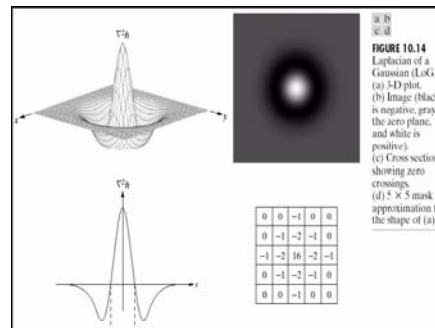 a b
c d
FIGURE 10.14
Laplacian of a
Gaussian (LoG).
(a) 3-D plot.
(b) Image (black
is negative, gray
the zero plane,
and white is
positive).
(c) Cross section
showing zero
crossings.
(d) 5 × 5 mask
approximation t
the shape of (a).
∇²h
x
y
∇²h
r
0 0 −1 0 0
0 −1 −2 −1 0
−1 −2 16 −2 −1
0 −1 −2 −1 0
0 0 −1 0 0